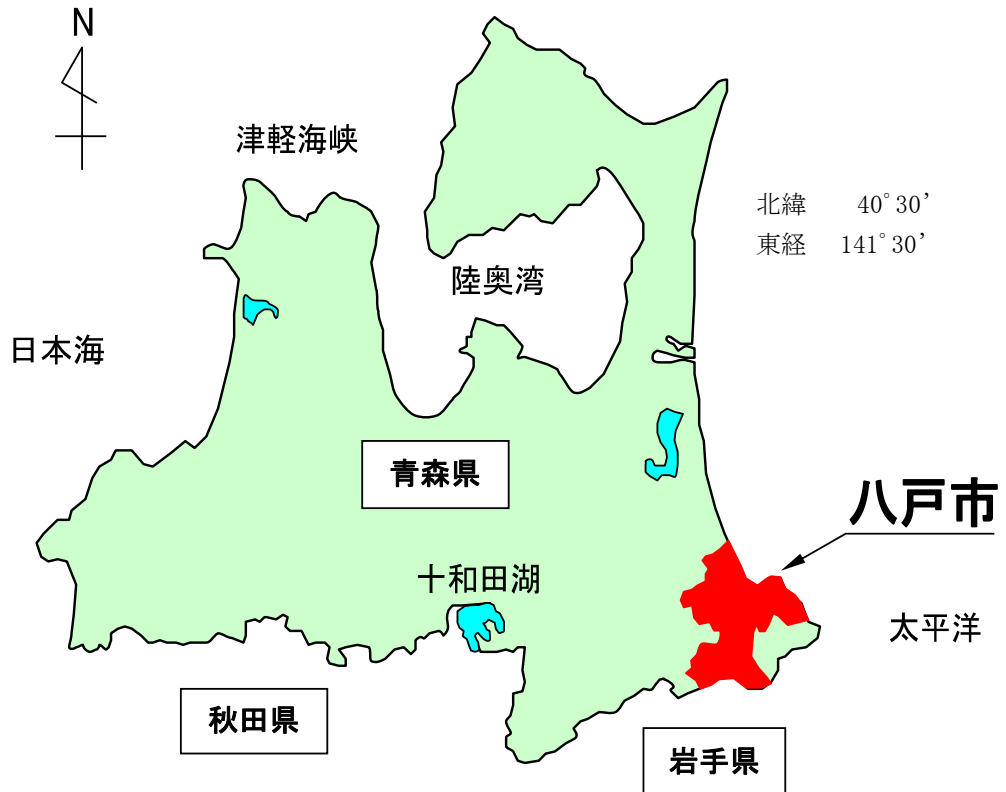 N
津軽海峡
北緯 40°30’
東経 141°30’
陸奥湾
日本海
青森県
八戸市
十和田湖
太平洋
秋田県
岩手県